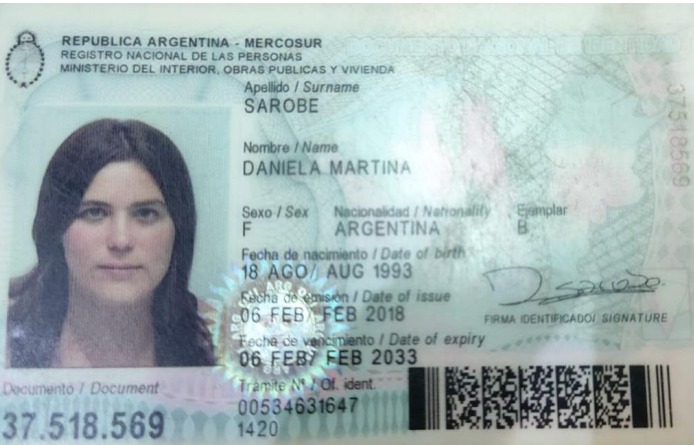 REPUBLICA ARGENTINA - MERCOSUR
REGISTRO NACIONAL DE LAS PERSONAS
MINISTERIO DEL INTERIOR, OBRAS PUBLICAS Y VIVIENDA
Apellido / Surname
SAROBE
Nombre / Name
DANIELA MARTINA
Sexo / Sex Nacionalidad / Nationality Ejemplar
F ARGENTINA B
Fecha de nacimiento / Date of birth
18 AGO/ AUG 1993
Fecha de emisión / Date of issue
06 FEB/ FEB 2018
FIRMA IDENTIFICADO/ SIGNATURE
Fecha de vencimiento / Date of expiry
06 FEB/ FEB 2033
Documento / Document
37.518.569
Trámite N° / Of. ident.
00534631647
1420
37518569